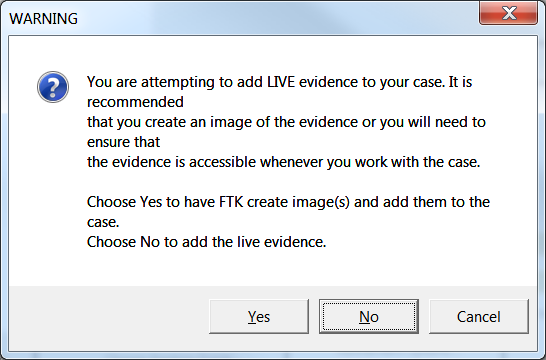 WARNING
You are attempting to add LIVE evidence to your case. It is
recommended
that you create an image of the evidence or you will need to
ensure that
the evidence is accessible whenever you work with the case.
Choose Yes to have FTK create image(s) and add them to the
case.
Choose No to add the live evidence.
Yes No Cancel